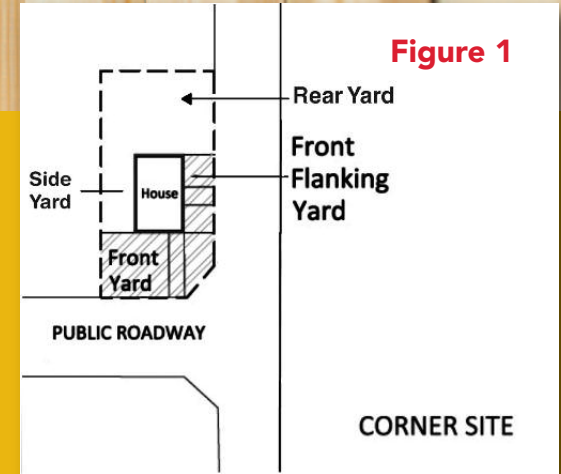 Figure 1
Rear Yard
Front
Flanking
Yard
Side
Yard
House
Front
Yard
PUBLIC ROADWAY
CORNER SITE